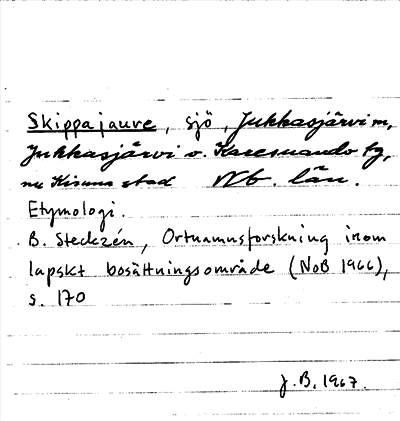 Skippajaure, sjö, Jukkasjärvi m,
Jukkasjärvi o. Karesuando tg,
nu Kiruna stad Nb. län.
Etymologi.
B. Steckzén, Ortnamnsforskning inom
lapskt bosättningsområde (NoB 1966),
s. 170
J. B. 1967.